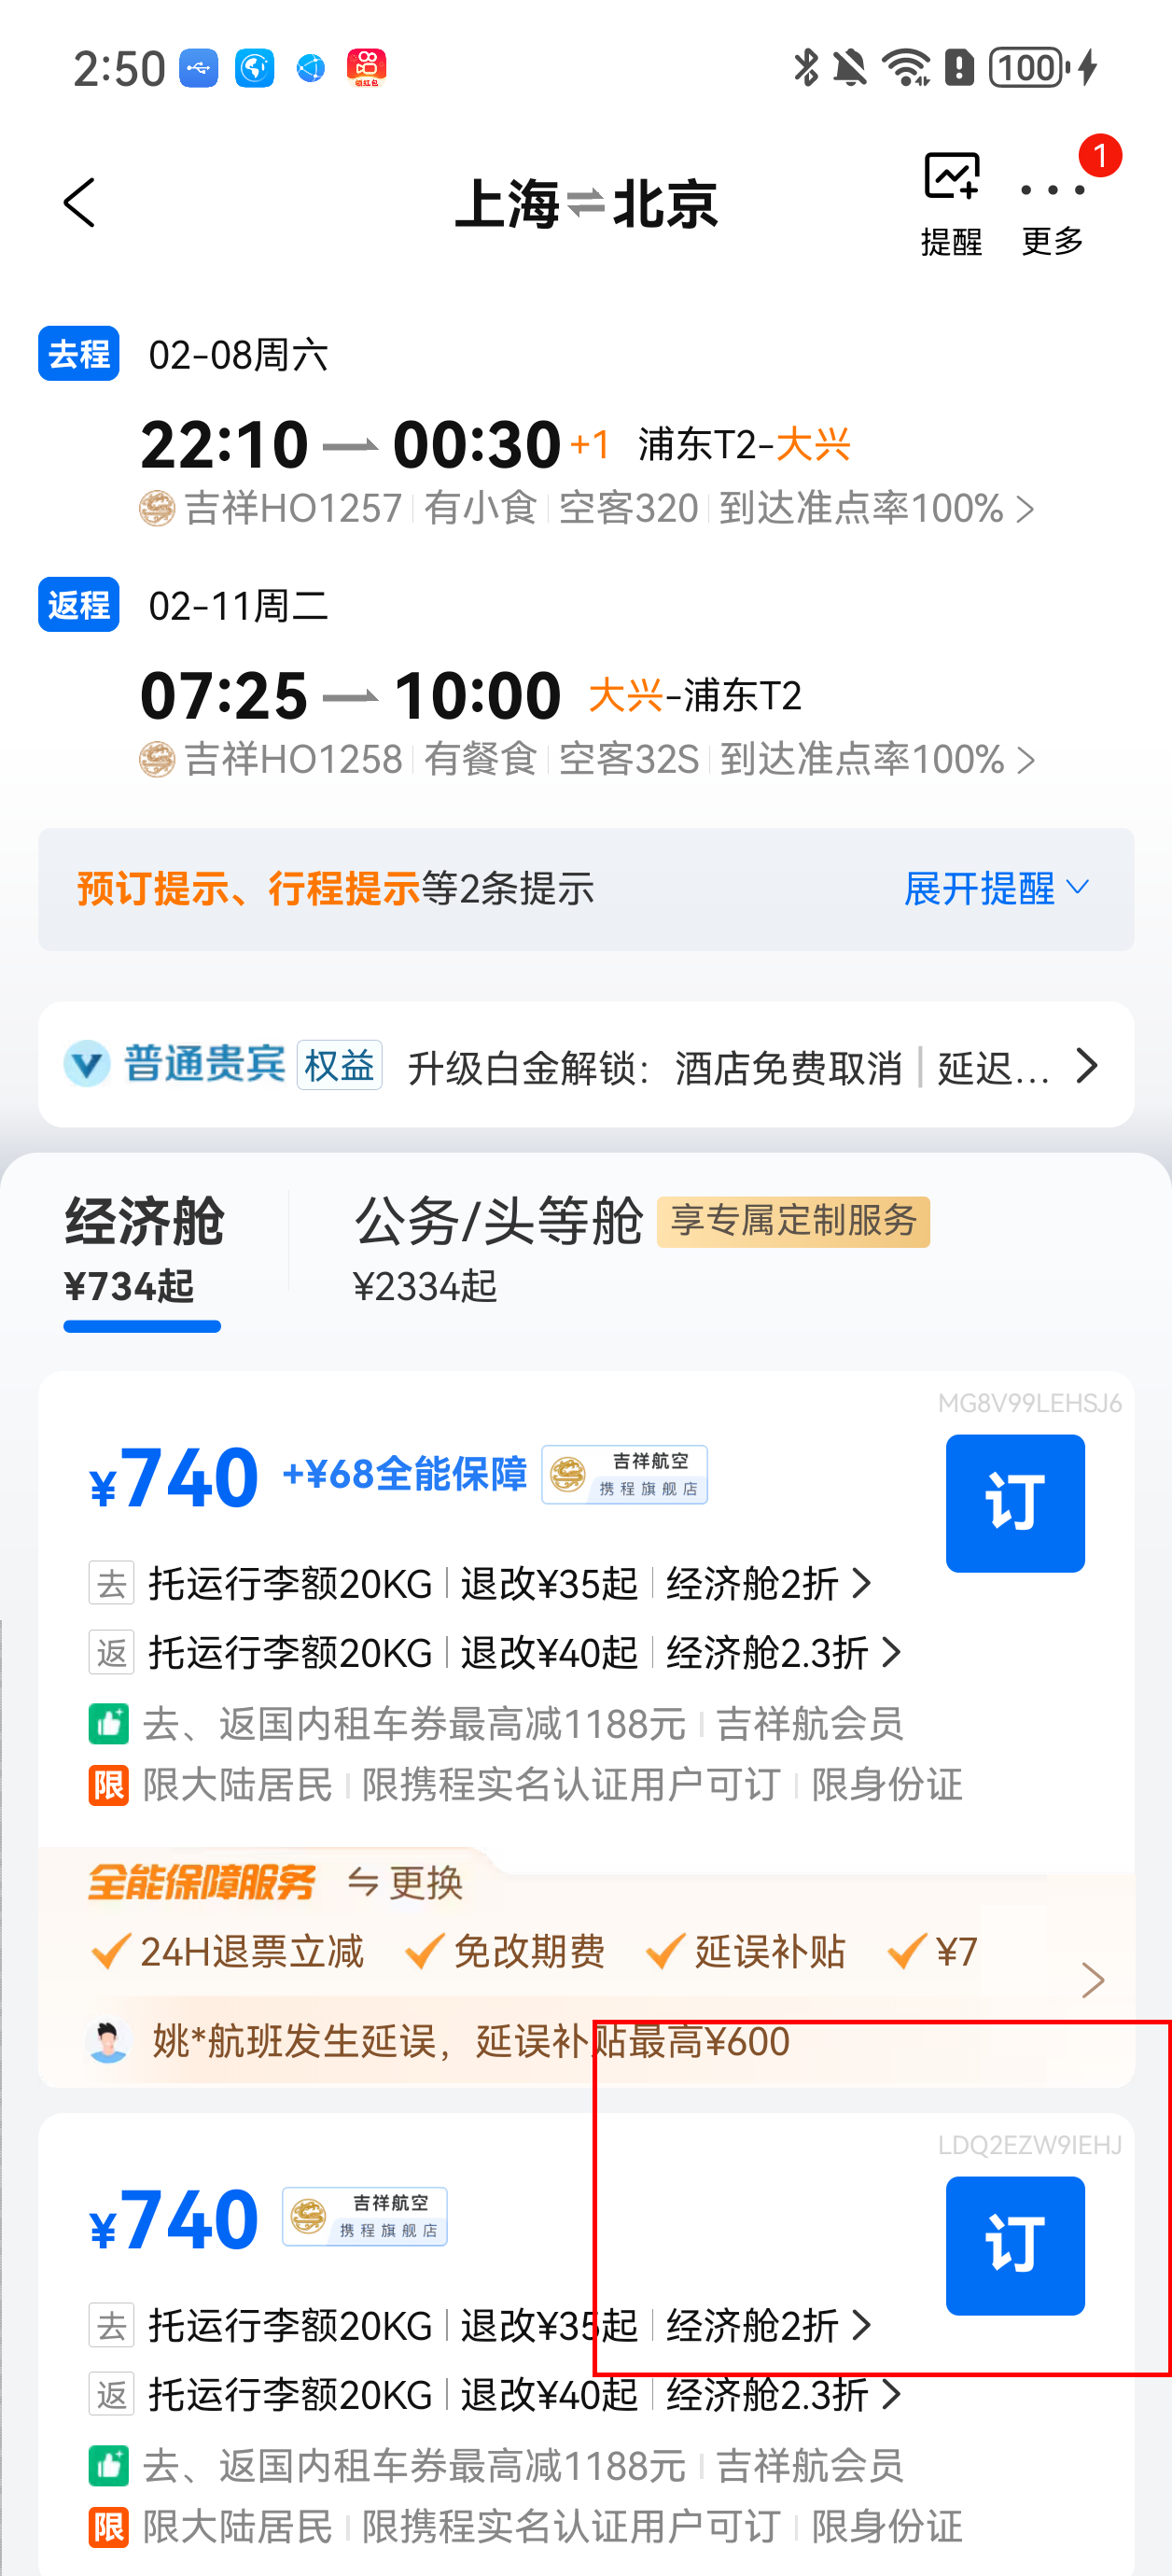 2:50
领红包
100
上海⇌北京
提醒
更多
1
去程 02-08周六
22:10 00:30 +1 浦东T2-大兴
吉祥HO1257 有小食 空客320 到达准点率100%
返程 02-11周二
07:25 10:00 大兴-浦东T2
吉祥HO1258 有餐食 空客32S 到达准点率100%
预订提示、行程提示等2条提示 展开提醒
普通贵宾 权益 升级白金解锁：酒店免费取消 | 延迟...
经济舱 公务/头等舱 享专属定制服务
¥734起 ¥2334起
MG8V99LEHSJ6
¥740 +¥68全能保障 吉祥航空 携程旗舰店
订
去 托运行李额20KG 退改¥35起 经济舱2折
返 托运行李额20KG 退改¥40起 经济舱2.3折
去、返国内租车券最高减1188元 吉祥航会员
限 限大陆居民 限携程实名认证用户可订 限身份证
全能保障服务 更换
24H退票立减 免改期费 延误补贴 ¥7
姚*航班发生延误，延误补贴最高¥600
LDQ2EZW9IEHJ
¥740 吉祥航空 携程旗舰店
订
去 托运行李额20KG 退改¥35起 经济舱2折
返 托运行李额20KG 退改¥40起 经济舱2.3折
去、返国内租车券最高减1188元 吉祥航会员
限 限大陆居民 限携程实名认证用户可订 限身份证